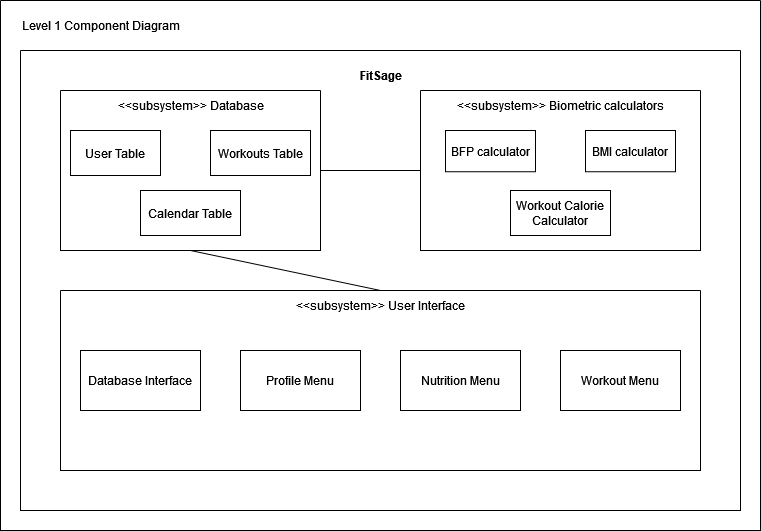 Level 1 Component Diagram
FitSage
<<subsystem>> Database
User Table
Workouts Table
Calendar Table
<<subsystem>> Biometric calculators
BFP calculator
BMI calculator
Workout Calorie
Calculator
<<subsystem>> User Interface
Database Interface
Profile Menu
Nutrition Menu
Workout Menu